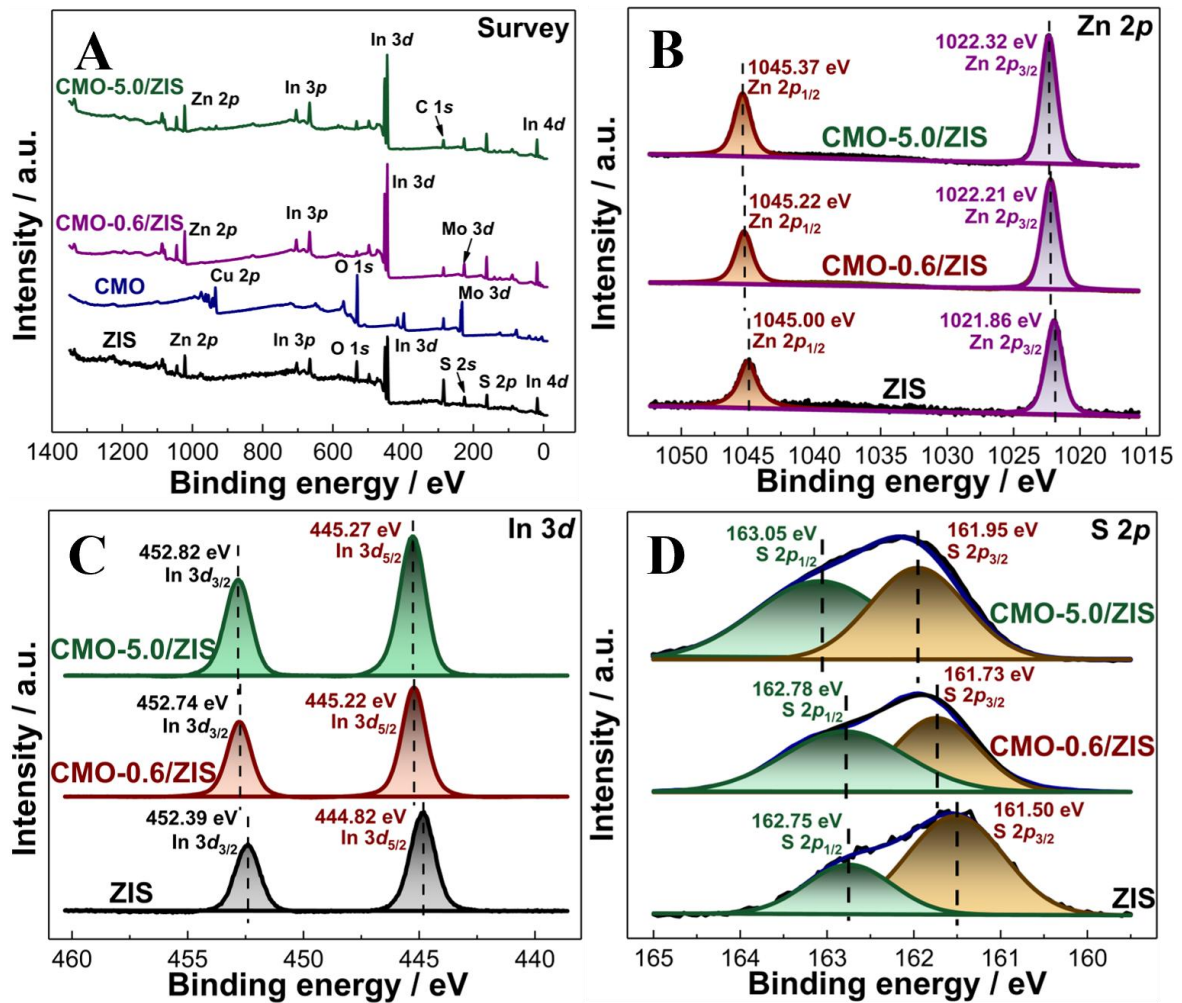 A
Survey
Intensity / a.u.
CMO-5.0/ZIS
Zn 2p
In 3p
In 3d
C 1s
In 4d
CMO-0.6/ZIS
Zn 2p
In 3p
In 3d
Mo 3d
CMO
Cu 2p
O 1s
Mo 3d
ZIS
Zn 2p
In 3p
O 1s
In 3d
S 2s
S 2p
In 4d
1400 1200 1000 800 600 400 200 0
Binding energy / eV
B
Zn 2p
Intensity / a.u.
1045.37 eV
Zn 2p1/2
1022.32 eV
Zn 2p3/2
CMO-5.0/ZIS
1045.22 eV
Zn 2p1/2
1022.21 eV
Zn 2p3/2
CMO-0.6/ZIS
1045.00 eV
Zn 2p1/2
1021.86 eV
Zn 2p3/2
ZIS
1050 1045 1040 1035 1030 1025 1020 1015
Binding energy / eV
C
In 3d
Intensity / a.u.
452.82 eV
In 3d3/2
445.27 eV
In 3d5/2
CMO-5.0/ZIS
452.74 eV
In 3d3/2
445.22 eV
In 3d5/2
CMO-0.6/ZIS
452.39 eV
In 3d3/2
444.82 eV
In 3d5/2
ZIS
460 455 450 445 440
Binding energy / eV
D
S 2p
Intensity / a.u.
163.05 eV
S 2p1/2
161.95 eV
S 2p3/2
CMO-5.0/ZIS
162.78 eV
S 2p1/2
161.73 eV
S 2p3/2
CMO-0.6/ZIS
162.75 eV
S 2p1/2
161.50 eV
S 2p3/2
ZIS
165 164 163 162 161 160
Binding energy / eV